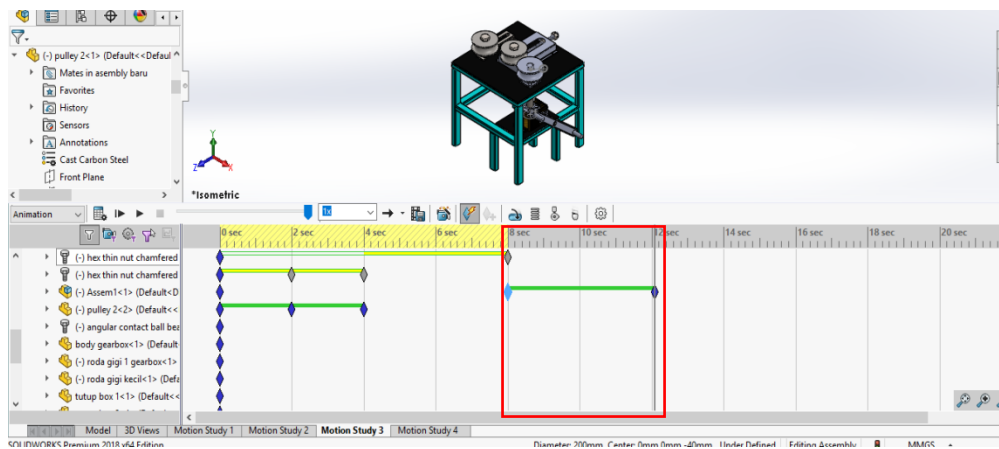 (-) pulley 2<1> (Default<<Defaul
Mates in asembly baru
Favorites
History
Sensors
Annotations
Cast Carbon Steel
Front Plane
Y
Z
X
*Isometric
Animation
1x
0 sec 2 sec 4 sec 6 sec 8 sec 10 sec 12 sec 14 sec 16 sec 18 sec 20 sec
(-) hex thin nut chamfered
(-) hex thin nut chamfered
(-) Assem1<1> (Default<D
(-) pulley 2<2> (Default<<
(-) angular contact ball bea
body gearbox<1> (Default
(-) roda gigi 1 gearbox<1>
(-) roda gigi kecil<1> (Defa
tutup box 1<1> (Default<<
Model 3D Views Motion Study 1 Motion Study 2 Motion Study 3 Motion Study 4
SOLIDWORKS Premium 2018 x64 Edition Diameter: 200mm Center: 0mm,0mm,-40mm Under Defined Editing Assembly MMGS